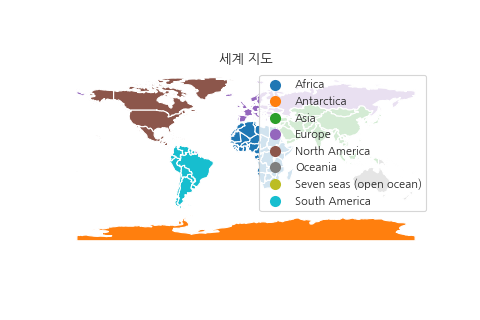 세계 지도
Africa
Antarctica
Asia
Europe
North America
Oceania
Seven seas (open ocean)
South America